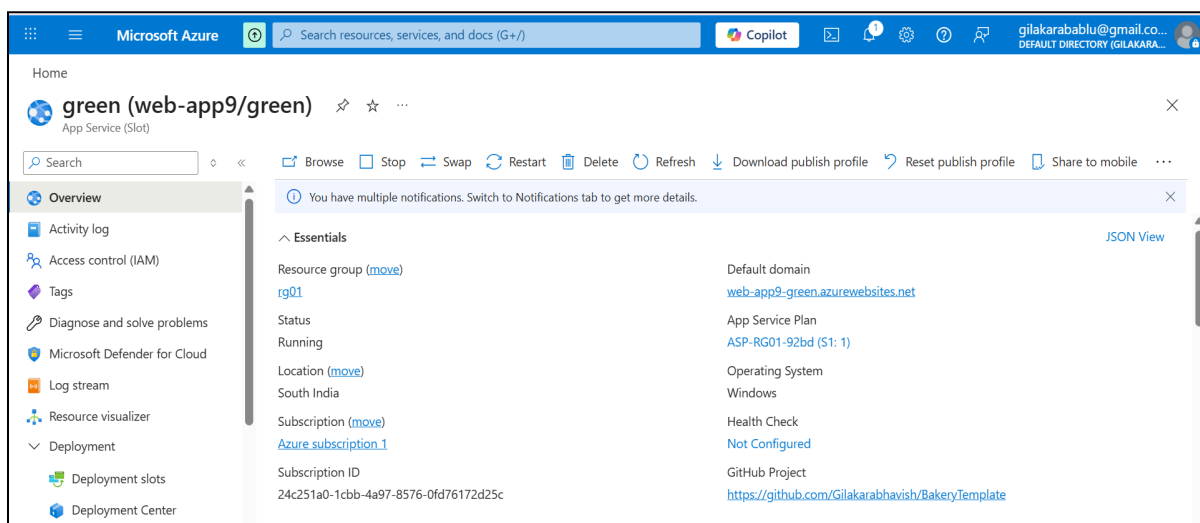 Microsoft Azure
Search resources, services, and docs (G+/)
Copilot
1
gilakarabablu@gmail.co...
DEFAULT DIRECTORY (GILAKARA...
Home
green (web-app9/green)
App Service (Slot)
Search
Browse Stop Swap Restart Delete Refresh Download publish profile Reset publish profile Share to mobile
You have multiple notifications. Switch to Notifications tab to get more details.
Overview
Activity log
Access control (IAM)
Tags
Diagnose and solve problems
Microsoft Defender for Cloud
Log stream
Resource visualizer
Deployment
Deployment slots
Deployment Center
Essentials
JSON View
Resource group (move)
rg01
Status
Running
Location (move)
South India
Subscription (move)
Azure subscription 1
Subscription ID
24c251a0-1cbb-4a97-8576-0fd76172d25c
Default domain
web-app9-green.azurewebsites.net
App Service Plan
ASP-RG01-92bd (S1: 1)
Operating System
Windows
Health Check
Not Configured
GitHub Project
https://github.com/Gilakarabhavish/BakeryTemplate